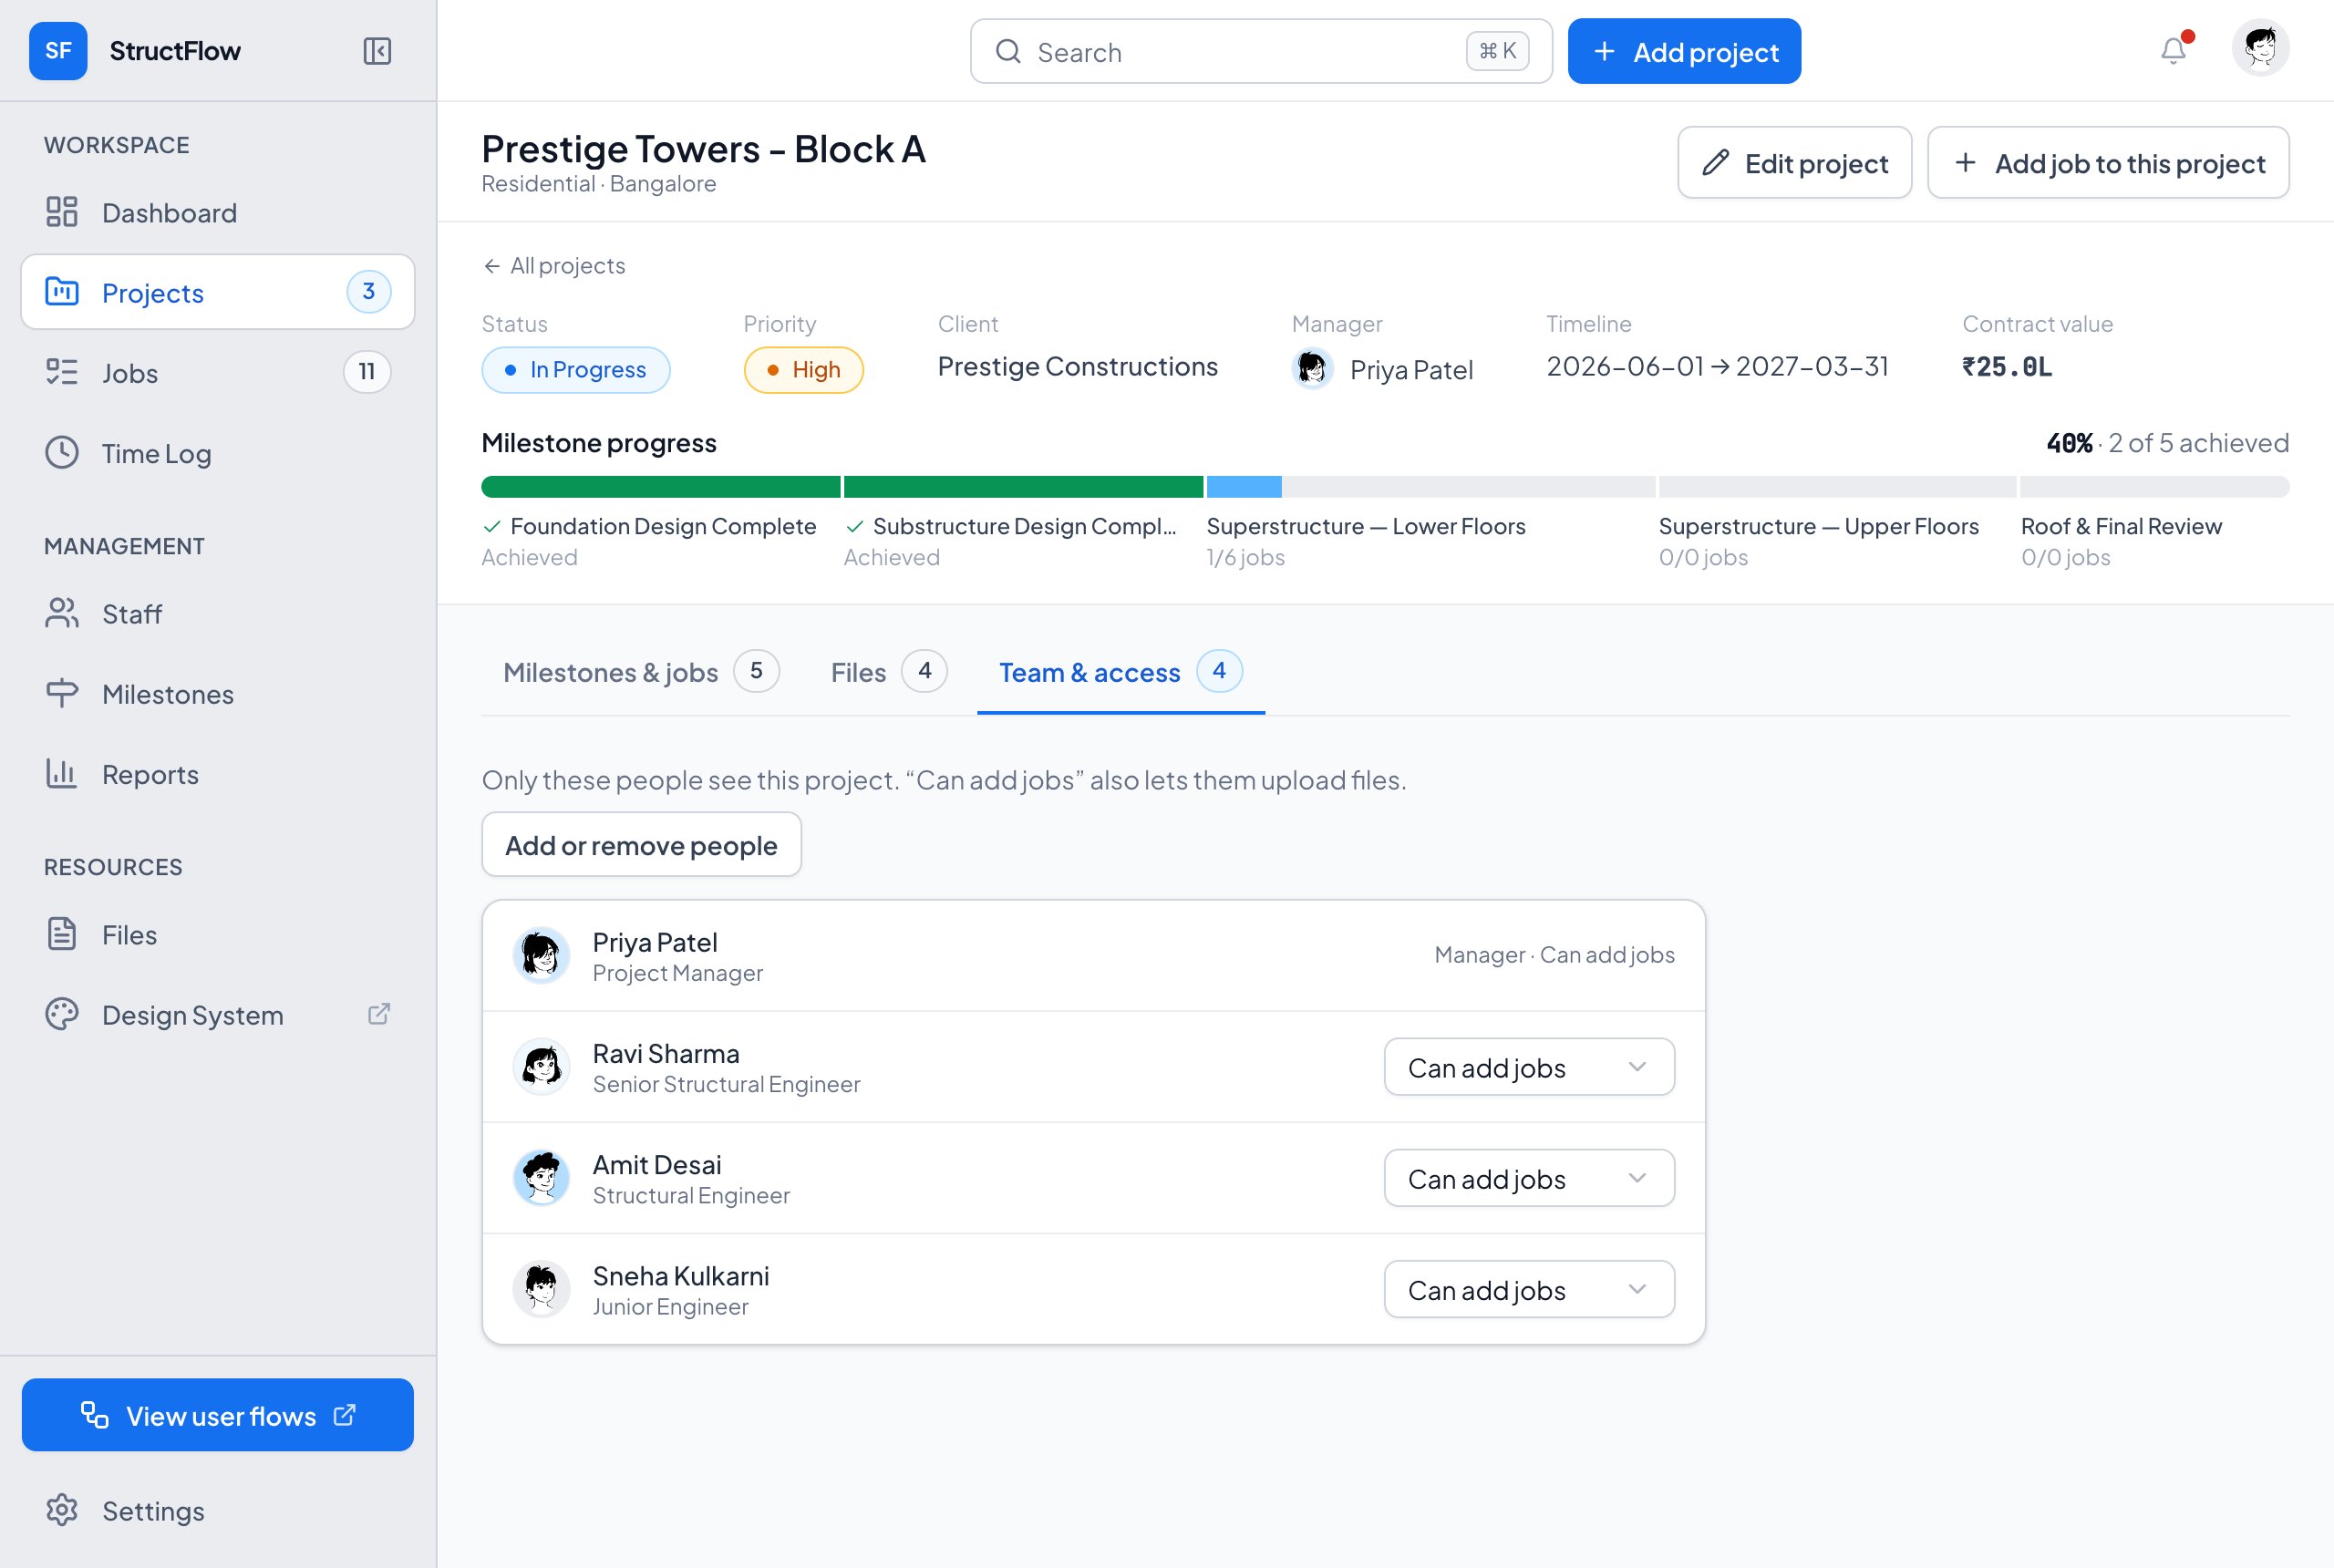 SF StructFlow
Search ⌘ K
+ Add project
WORKSPACE
Dashboard
Projects 3
Jobs 11
Time Log
MANAGEMENT
Staff
Milestones
Reports
RESOURCES
Files
Design System
View user flows
Settings
Prestige Towers – Block A
Residential · Bangalore
Edit project
+ Add job to this project
← All projects
Status Priority Client Manager Timeline Contract value
In Progress High Prestige Constructions Priya Patel 2026-06-01 → 2027-03-31 ₹25.0L
Milestone progress 40% · 2 of 5 achieved
✓ Foundation Design Complete ✓ Substructure Design Compl... Superstructure — Lower Floors Superstructure — Upper Floors Roof & Final Review
Achieved Achieved 1/6 jobs 0/0 jobs 0/0 jobs
Milestones & jobs 5 Files 4 Team & access 4
Only these people see this project. “Can add jobs” also lets them upload files.
Add or remove people
Priya Patel
Project Manager
Manager · Can add jobs
Ravi Sharma
Senior Structural Engineer
Can add jobs
Amit Desai
Structural Engineer
Can add jobs
Sneha Kulkarni
Junior Engineer
Can add jobs